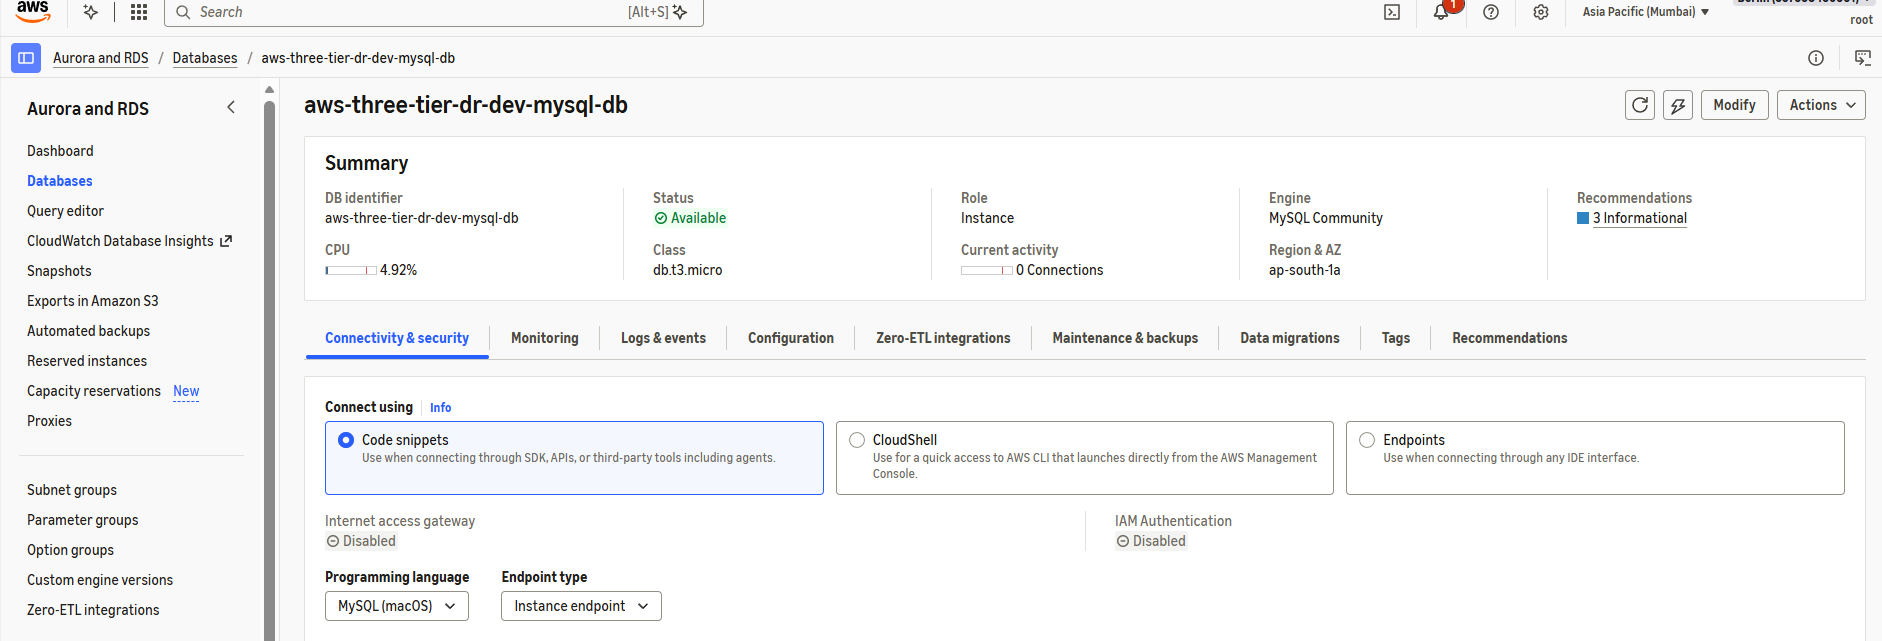 aws
Search [Alt+S]
1
Asia Pacific (Mumbai)
root
Aurora and RDS / Databases / aws-three-tier-dr-dev-mysql-db
Aurora and RDS
Dashboard
Databases
Query editor
CloudWatch Database Insights
Snapshots
Exports in Amazon S3
Automated backups
Reserved instances
Capacity reservations New
Proxies
Subnet groups
Parameter groups
Option groups
Custom engine versions
Zero-ETL integrations
aws-three-tier-dr-dev-mysql-db
Modify
Actions
Summary
DB identifier
aws-three-tier-dr-dev-mysql-db
CPU
4.92%
Status
Available
Class
db.t3.micro
Role
Instance
Current activity
0 Connections
Engine
MySQL Community
Region & AZ
ap-south-1a
Recommendations
3 Informational
Connectivity & security
Monitoring
Logs & events
Configuration
Zero-ETL integrations
Maintenance & backups
Data migrations
Tags
Recommendations
Connect using Info
Code snippets
Use when connecting through SDK, APIs, or third-party tools including agents.
CloudShell
Use for a quick access to AWS CLI that launches directly from the AWS Management
Console.
Endpoints
Use when connecting through any IDE interface.
Internet access gateway
Disabled
IAM Authentication
Disabled
Programming language
MySQL (macOS)
Endpoint type
Instance endpoint